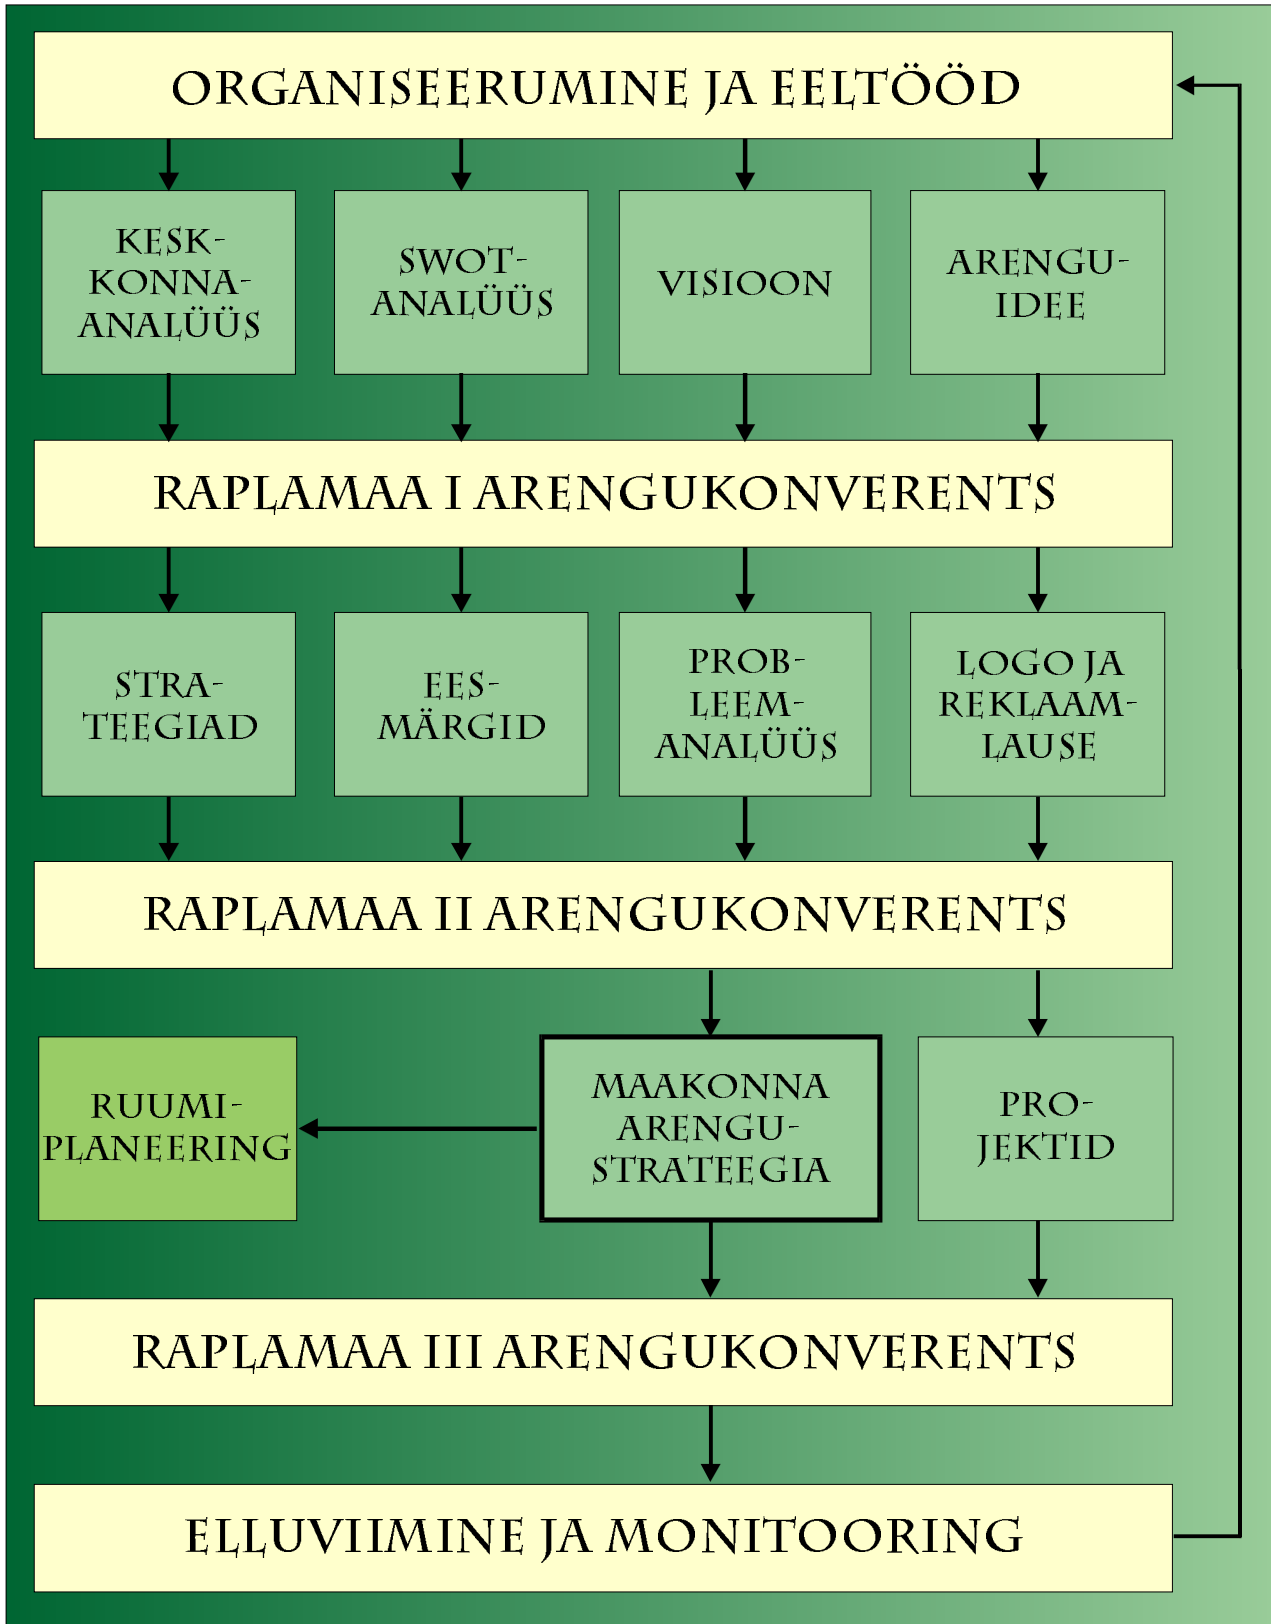 ORGANISEERUMINE JA EELTÖÖD
KESK-
KONNA-
ANALÜÜS
SWOT-
ANALÜÜS
VISIOON
ARENGU-
IDEE
RAPLAMAA I ARENGUKONVERENTS
STRA-
TEEGIAD
EES-
MÄRGID
PROB-
LEEM-
ANALÜÜS
LOGO JA
REKLAAM-
LAUSE
RAPLAMAA II ARENGUKONVERENTS
RUUMI-
PLANEERING
MAAKONNA
ARENGU-
STRATEEGIA
PRO-
JEKTID
RAPLAMAA III ARENGUKONVERENTS
ELLUVIIMINE JA MONITOORING